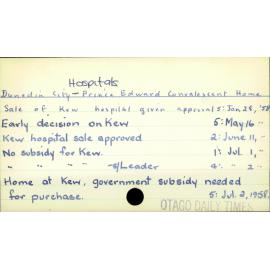 Hospitals
Dunedin City - Prince Edward Convalescent Home
Sale of Kew hospital given approval 5: Jan 28, '58
Early decision on Kew 5: May 16 "
Kew hospital sale approved 2: June 11, "
No subsidy for Kew. 1: Jul. 1, "
" " " " s/Leader 4: " 2 "
Home at Kew, government subsidy needed
for purchase. 5: Jul. 2, 1958.
OTAGO DAILY TIMES